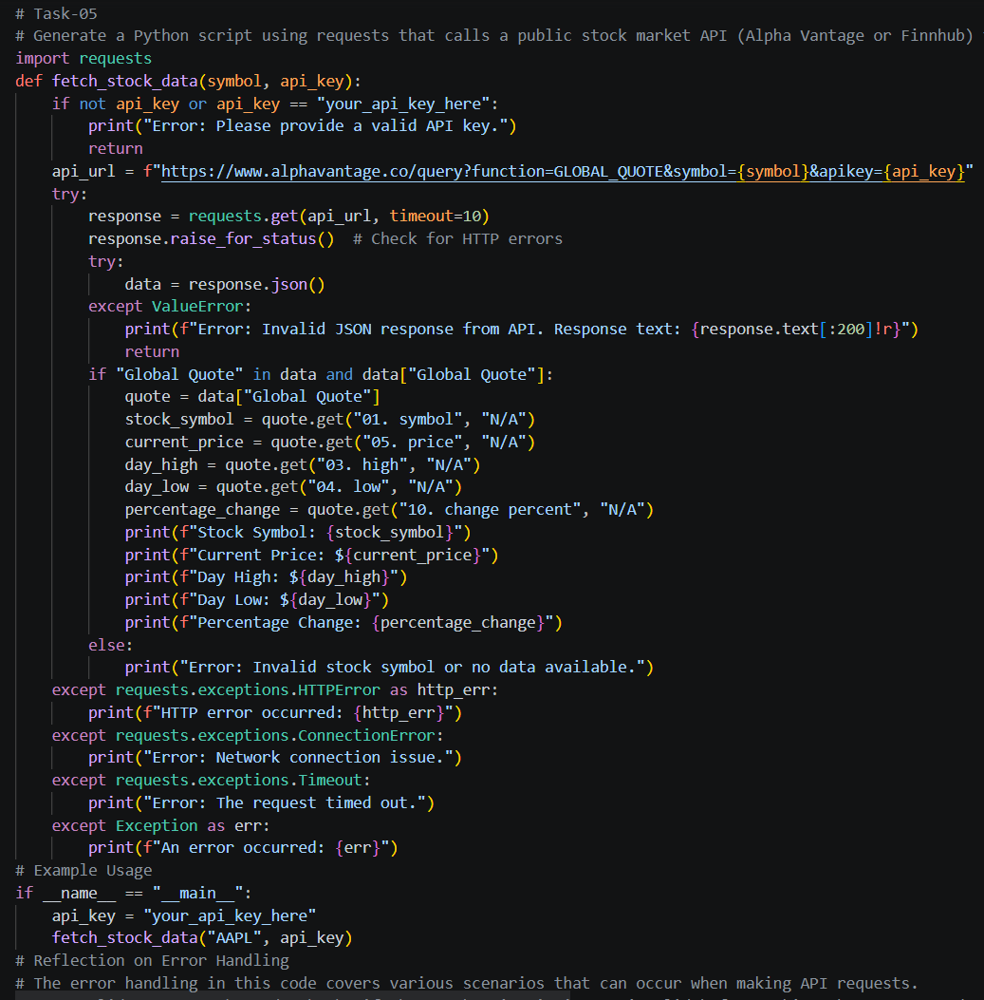 # Task-05
# Generate a Python script using requests that calls a public stock market API (Alpha Vantage or Finnhub)
import requests
def fetch_stock_data(symbol, api_key):
    if not api_key or api_key == "your_api_key_here":
        print("Error: Please provide a valid API key.")
        return
    api_url = f"https://www.alphavantage.co/query?function=GLOBAL_QUOTE&symbol={symbol}&apikey={api_key}"
    try:
        response = requests.get(api_url, timeout=10)
        response.raise_for_status()  # Check for HTTP errors
        try:
            data = response.json()
        except ValueError:
            print(f"Error: Invalid JSON response from API. Response text: {response.text[:200]!r}")
            return
        if "Global Quote" in data and data["Global Quote"]:
            quote = data["Global Quote"]
            stock_symbol = quote.get("01. symbol", "N/A")
            current_price = quote.get("05. price", "N/A")
            day_high = quote.get("03. high", "N/A")
            day_low = quote.get("04. low", "N/A")
            percentage_change = quote.get("10. change percent", "N/A")
            print(f"Stock Symbol: {stock_symbol}")
            print(f"Current Price: ${current_price}")
            print(f"Day High: ${day_high}")
            print(f"Day Low: ${day_low}")
            print(f"Percentage Change: {percentage_change}")
        else:
            print("Error: Invalid stock symbol or no data available.")
    except requests.exceptions.HTTPError as http_err:
        print(f"HTTP error occurred: {http_err}")
    except requests.exceptions.ConnectionError:
        print("Error: Network connection issue.")
    except requests.exceptions.Timeout:
        print("Error: The request timed out.")
    except Exception as err:
        print(f"An error occurred: {err}")
# Example Usage
if __name__ == "__main__":
    api_key = "your_api_key_here"
    fetch_stock_data("AAPL", api_key)
# Reflection on Error Handling
# The error handling in this code covers various scenarios that can occur when making API requests.